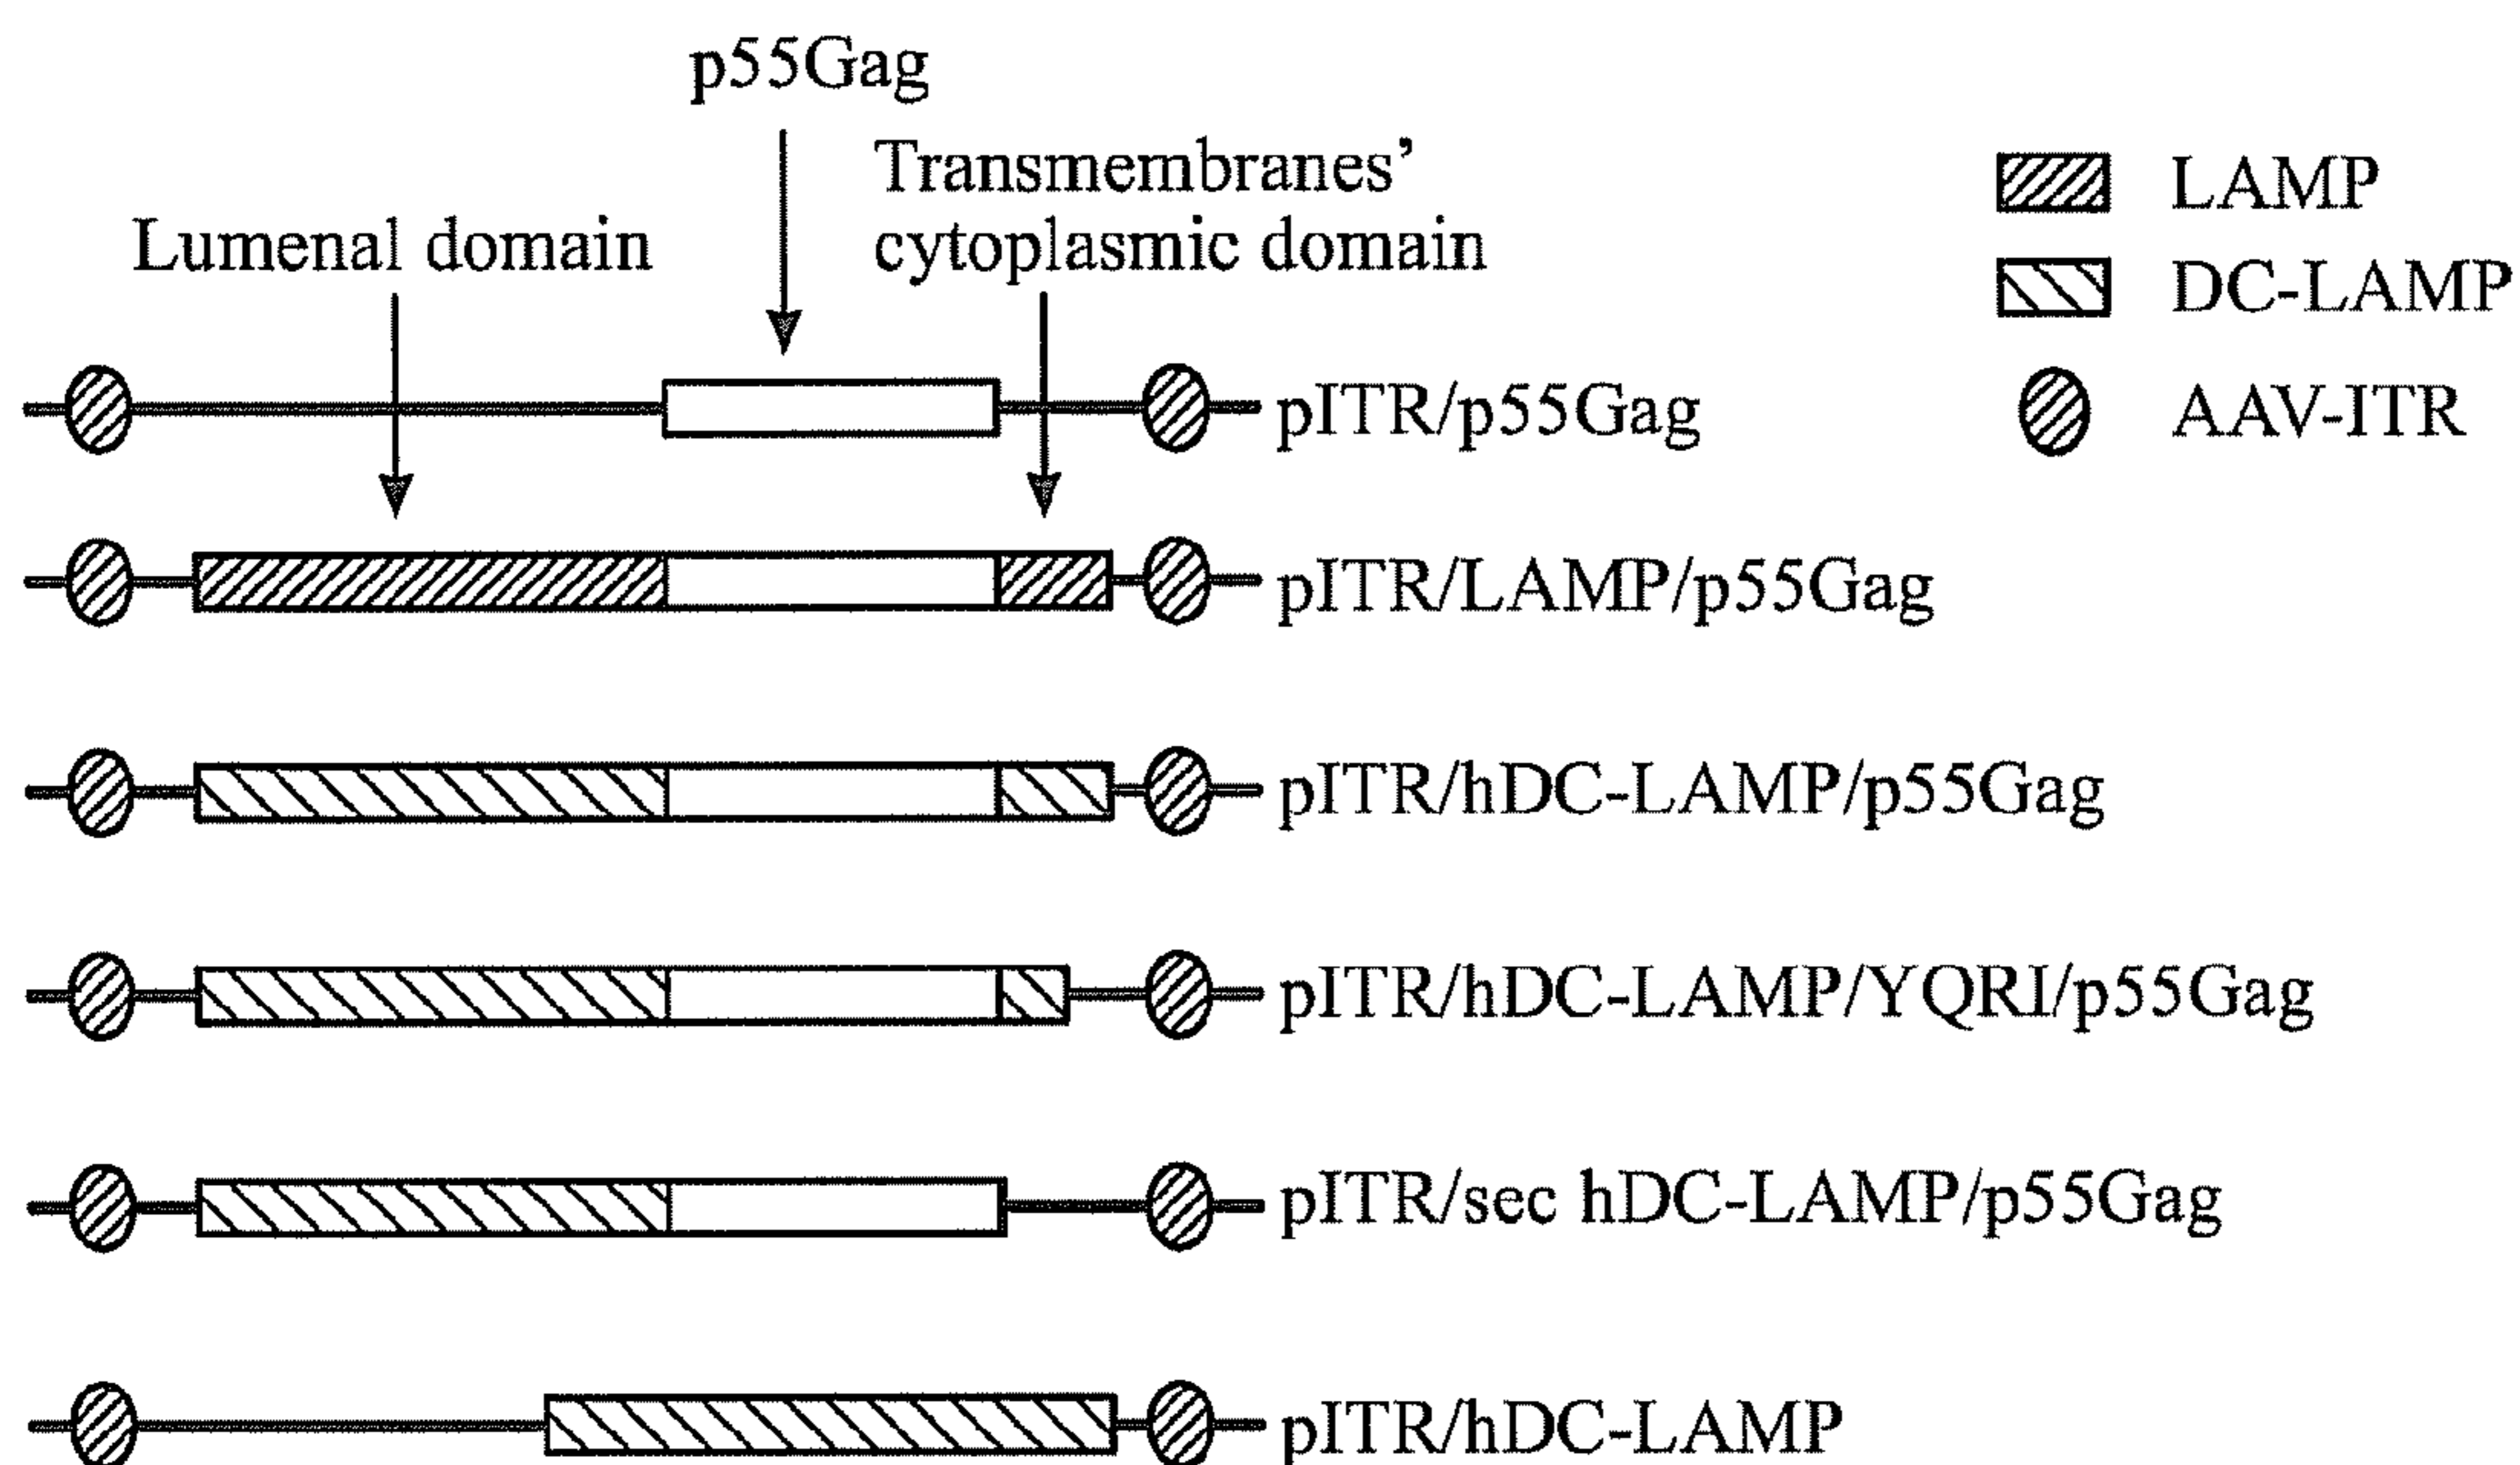 p55Gag
Lumenal domain
Transmembranes’
cytoplasmic domain
LAMP
DC-LAMP
AAV-ITR
pITR/p55Gag
pITR/LAMP/p55Gag
pITR/hDC-LAMP/p55Gag
pITR/hDC-LAMP/YQRI/p55Gag
pITR/sec hDC-LAMP/p55Gag
pITR/hDC-LAMP